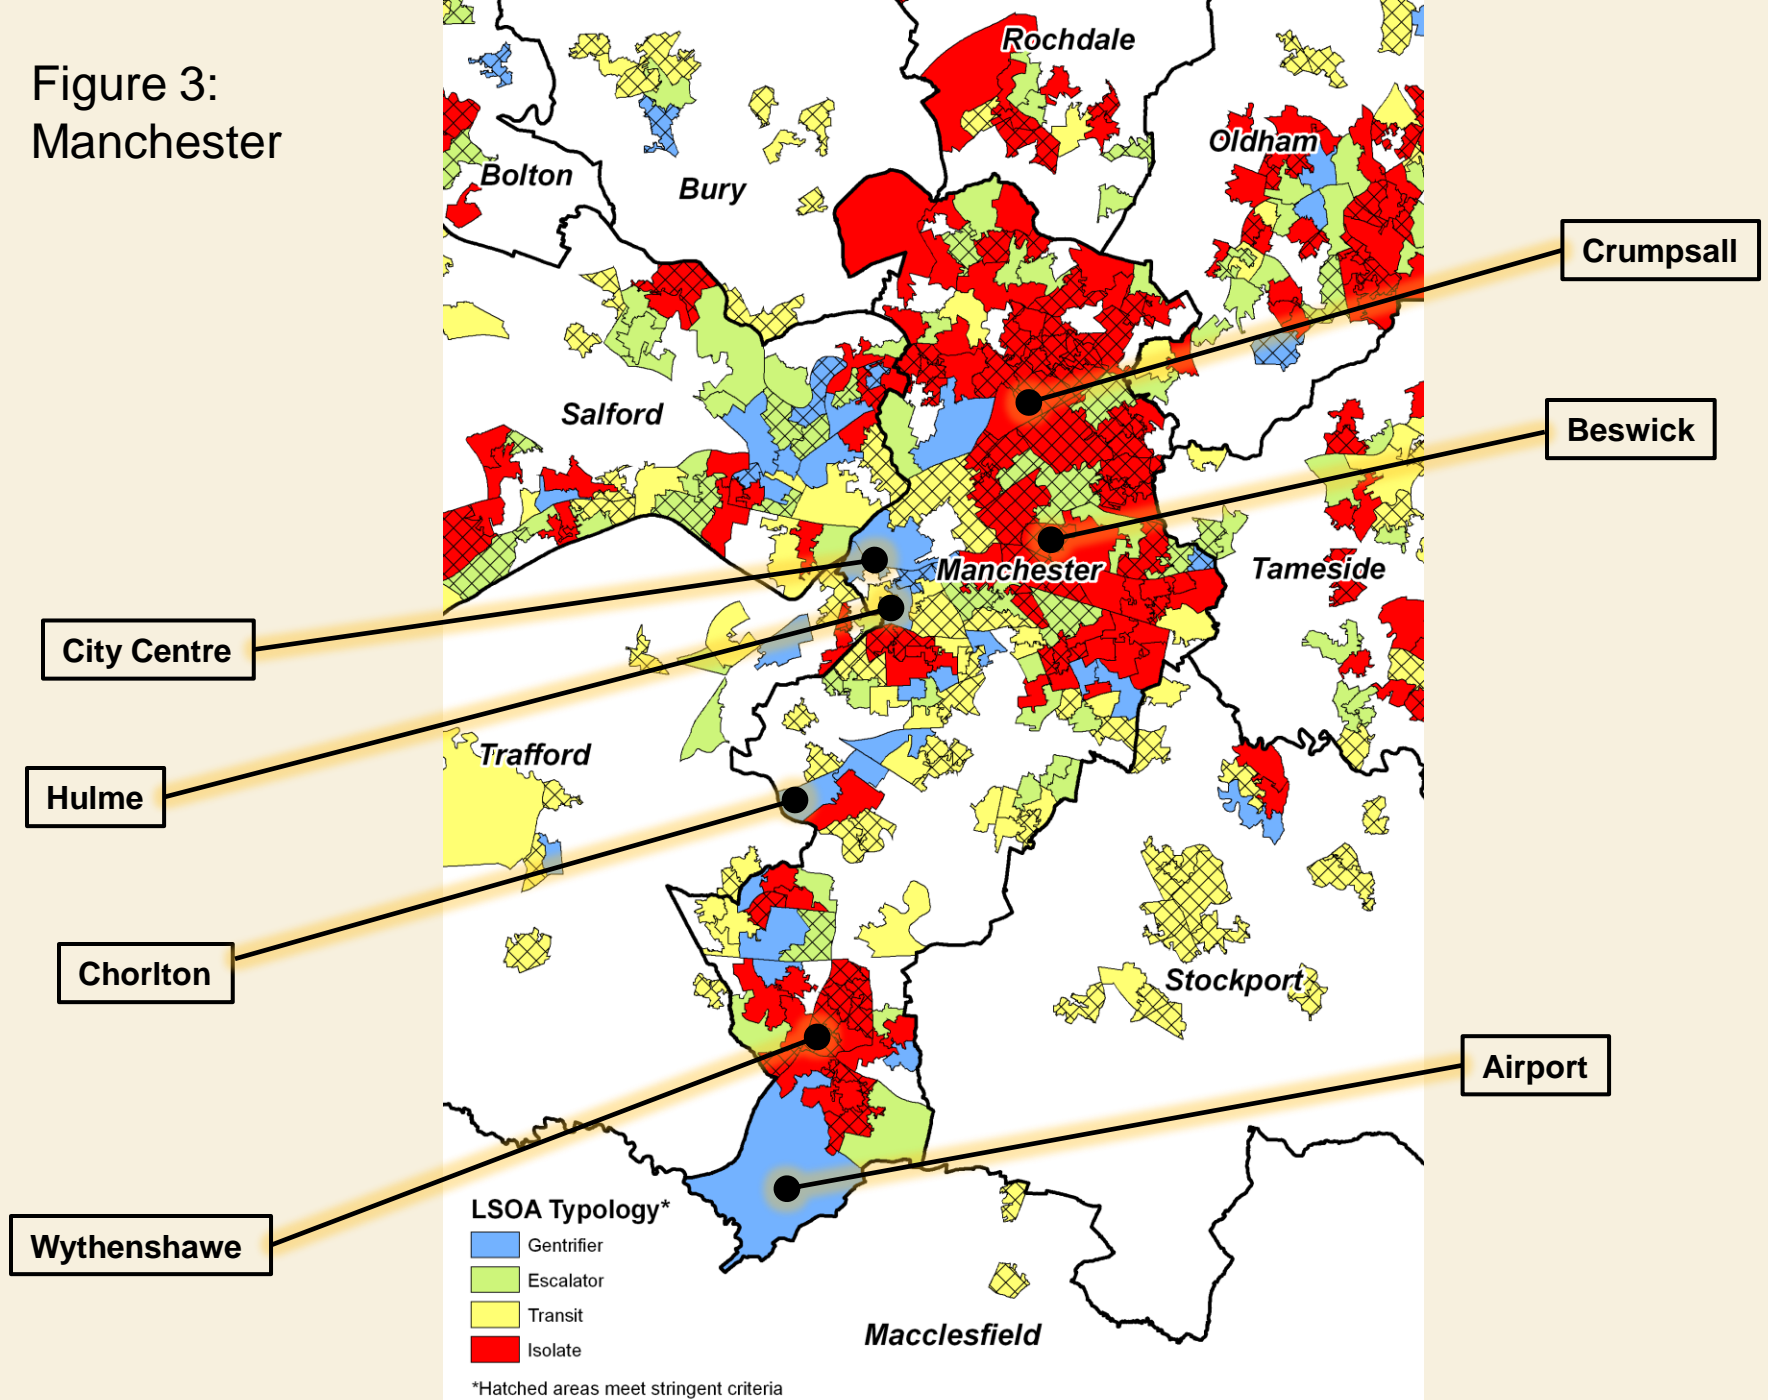 Figure 3:
Manchester
Rochdale
Oldham
Bolton
Bury
Crumpsall
Salford
Beswick
Manchester
Tameside
City Centre
Trafford
Hulme
Chorlton
Stockport
Airport
Wythenshawe
LSOA Typology*
Gentrifier
Escalator
Transit
Isolate
Macclesfield
*Hatched areas meet stringent criteria